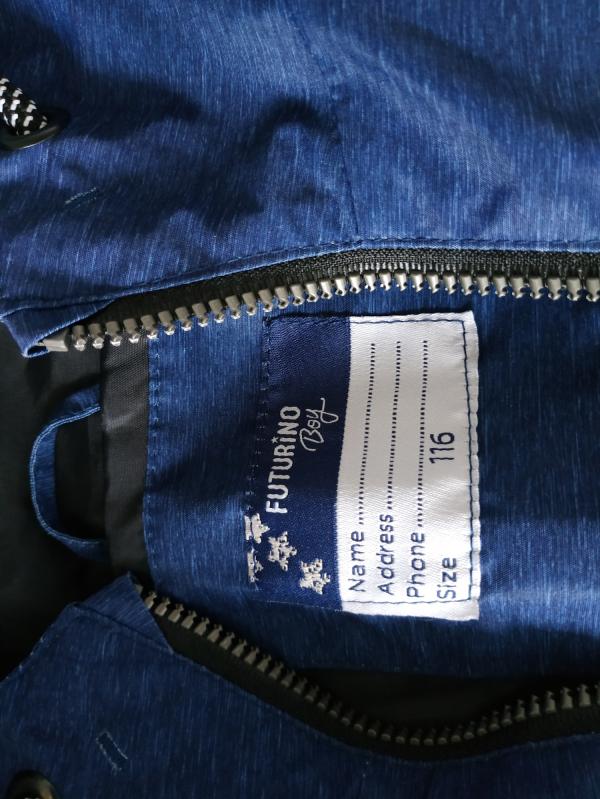 FUTURINO
Boy
Name ....................
Address ....................
Phone ....................
Size 116